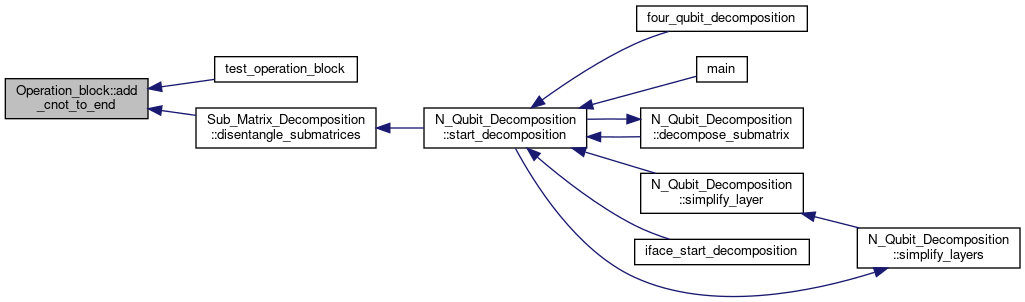 Operation_block::add
_cnot_to_end
test_operation_block
Sub_Matrix_Decomposition
::disentangle_submatrices
N_Qubit_Decomposition
::start_decomposition
four_qubit_decomposition
main
N_Qubit_Decomposition
::decompose_submatrix
N_Qubit_Decomposition
::simplify_layer
iface_start_decomposition
N_Qubit_Decomposition
::simplify_layers